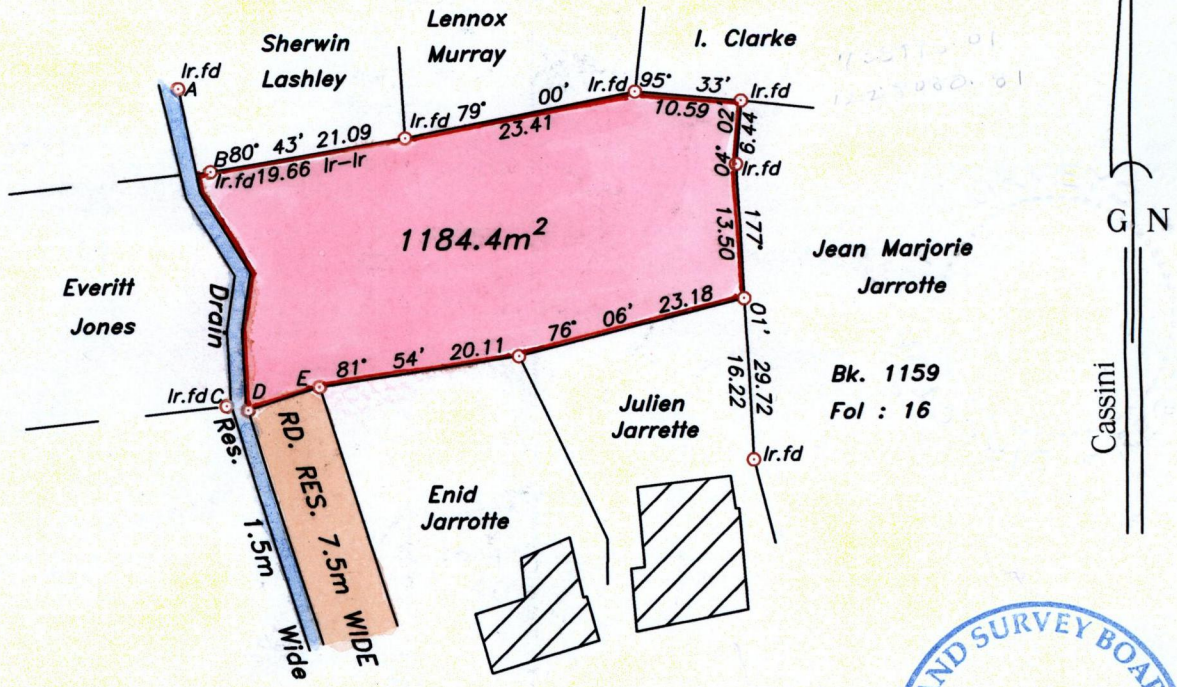 Lennox
Murray
Sherwin
Lashley
I. Clarke
Ir.fd
A
Ir.fd
95°
33'
Ir.fd
10.59
79°
00'
23.41
Ir.fd
B
80°
43'
21.09
Ir.fd
19.66
Ir-Ir
04°
02'
6.44
Ir.fd
1184.4m²
177°
01'
13.50
Jean Marjorie
Jarrotte
G N
Cassini
Everitt
Jones
Drain
23.18
76°
06'
81°
54'
20.11
E
D
Ir.fd
C
29.72
16.22
Bk. 1159
Fol : 16
Julien
Jarrette
Ir.fd
Res.
1.5m
Wide
RD. RES. 7.5m WIDE
Enid
Jarrotte
LAND SURVEY BOA